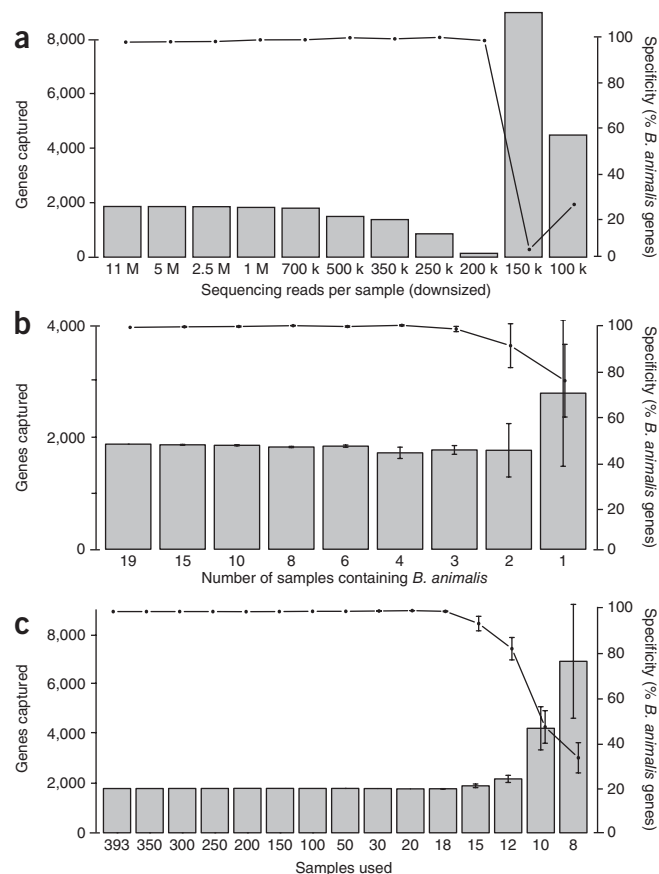 a
8,000
6,000
4,000
2,000
0
Genes captured
100
80
60
40
20
0
Specificity (% B. animalis genes)
11 M 5 M 2.5 M 1 M 700 k 500 k 350 k 250 k 200 k 150 k 100 k
Sequencing reads per sample (downsized)
b
4,000
2,000
0
Genes captured
100
80
60
40
20
0
Specificity (% B. animalis genes)
19 15 10 8 6 4 3 2 1
Number of samples containing B. animalis
c
8,000
6,000
4,000
2,000
0
Genes captured
100
80
60
40
20
0
Specificity (% B. animalis genes)
393 350 300 250 200 150 100 50 30 20 18 15 12 10 8
Samples used